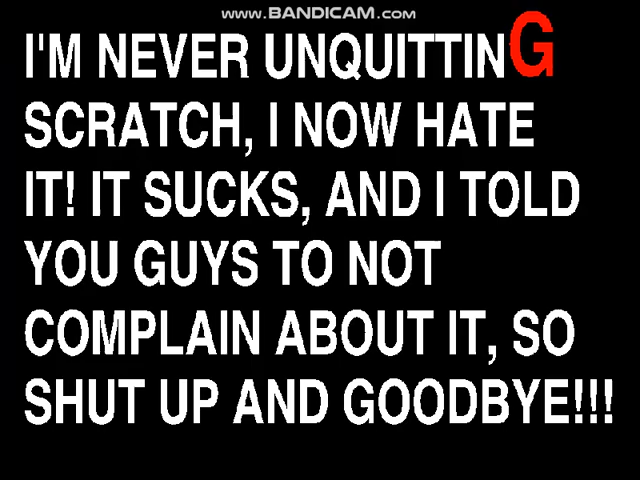 WWW.BANDICAM.COM
I'M NEVER UNQUITTING
SCRATCH, I NOW HATE
IT! IT SUCKS, AND I TOLD
YOU GUYS TO NOT
COMPLAIN ABOUT IT, SO
SHUT UP AND GOODBYE!!!